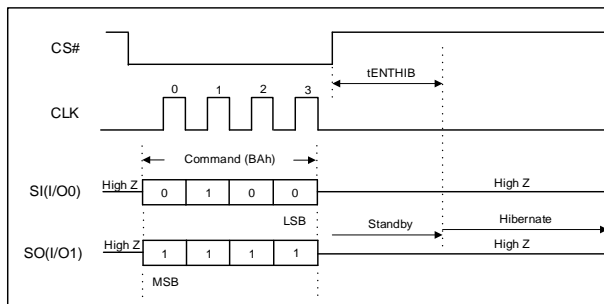 CS#
tENTHIB
0 1 2 3
CLK
Command (BAh)
High Z
SI(I/O0)
0 1 0 0
High Z
LSB
Standby
Hibernate
High Z
SO(I/O1)
1 1 1 1
High Z
MSB